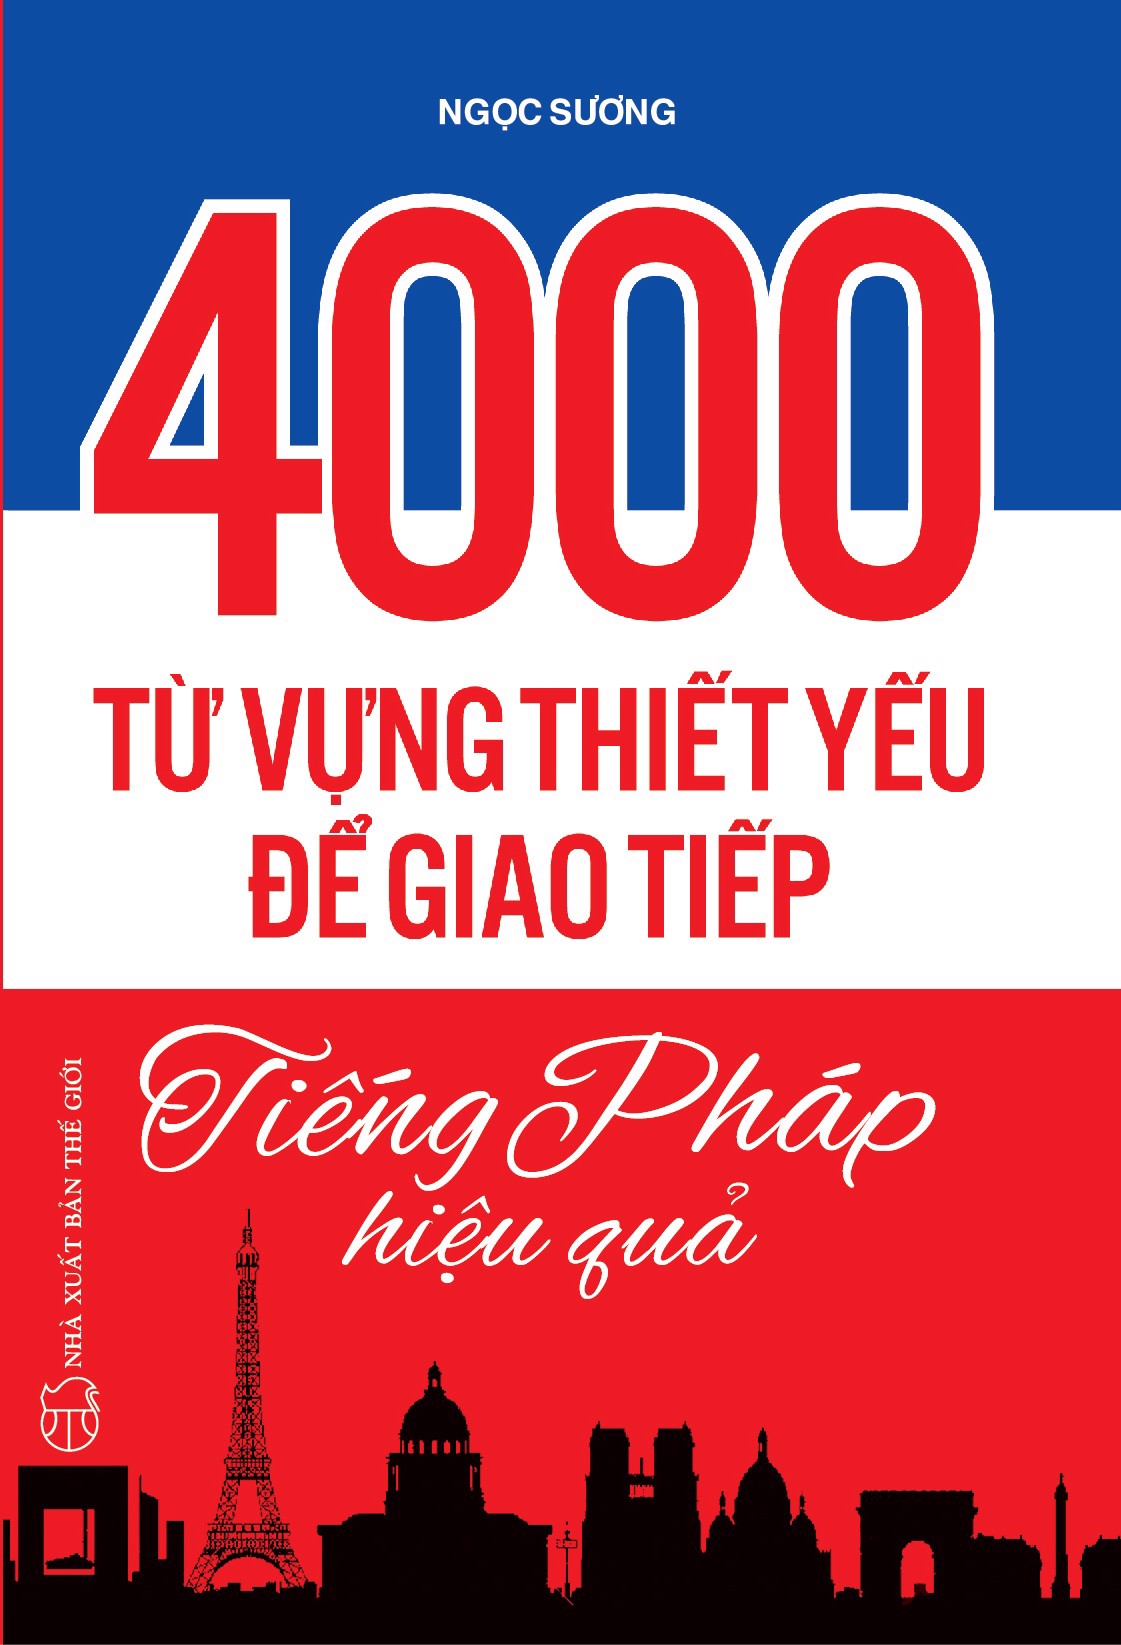 NGỌC SƯƠNG
4000
TỪ VỰNG THIẾT YẾU
ĐỂ GIAO TIẾP
Tiếng Pháp
hiệu quả
NHÀ XUẤT BẢN THẾ GIỚI